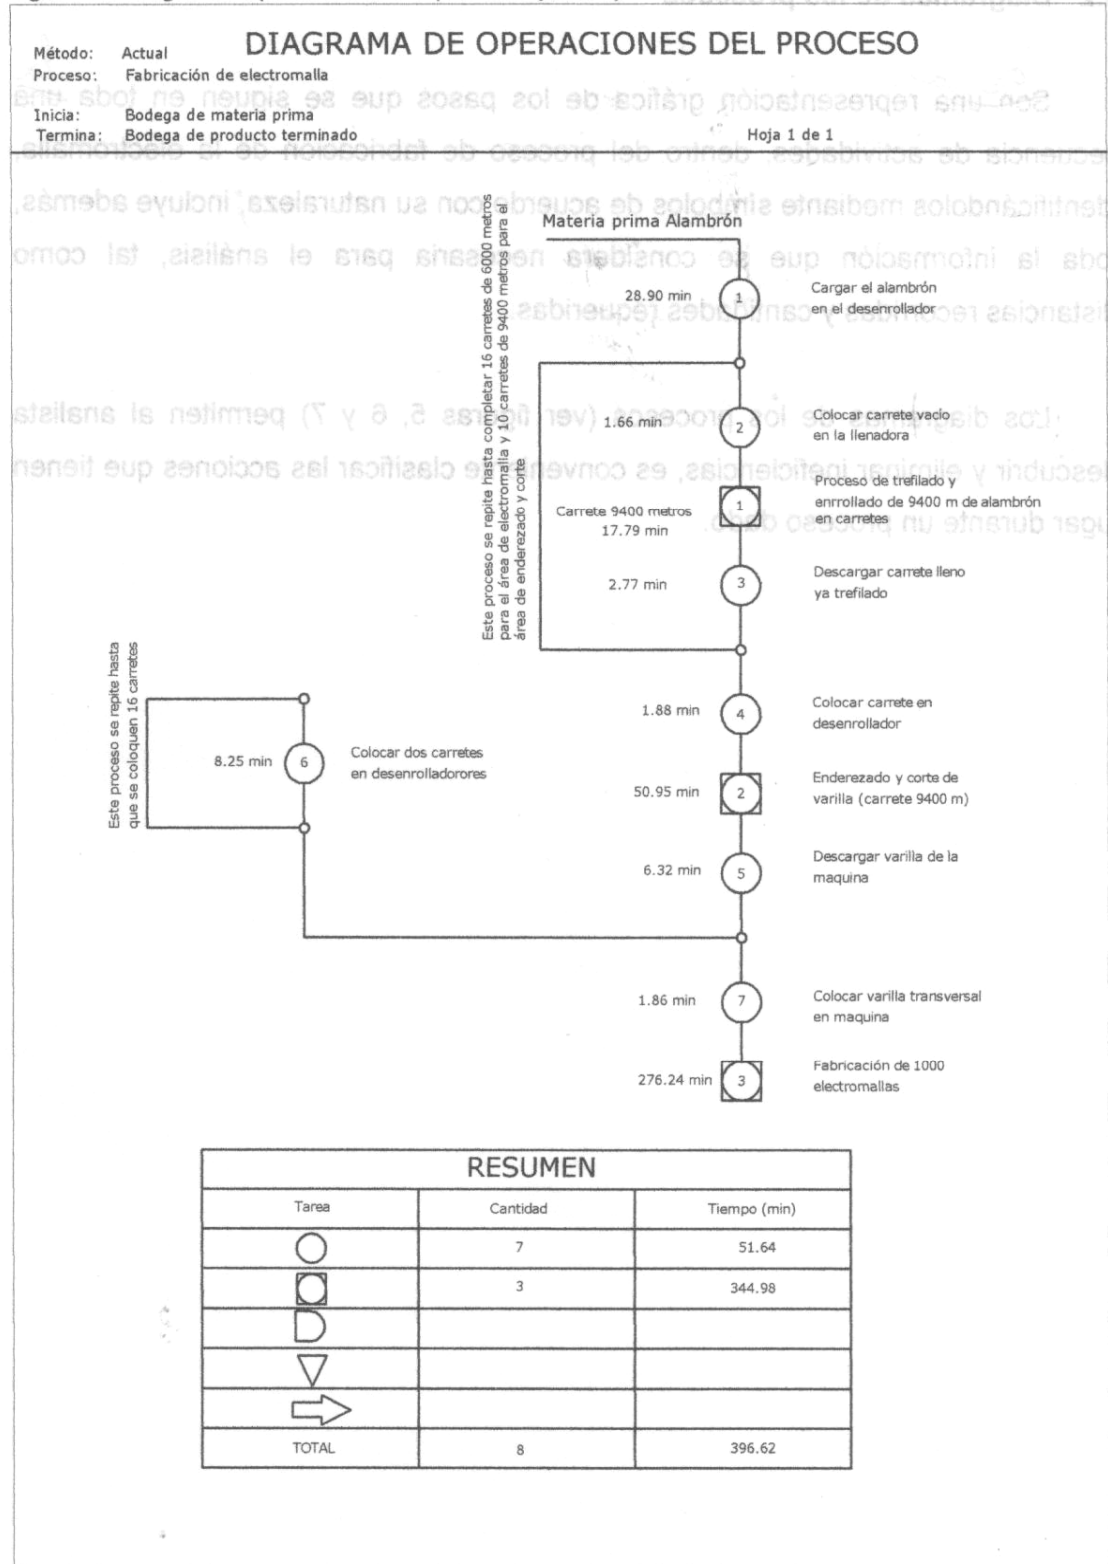 DIAGRAMA DE OPERACIONES DEL PROCESO
Método: Actual
Proceso: Fabricación de electromalla
Inicia: Bodega de materia prima
Termina: Bodega de producto terminado
Hoja 1 de 1
Materia prima Alambrón
28.90 min
1
Cargar el alambrón
en el desenrollador
Este proceso se repite hasta completar 16 carretes de 6000 metros
para el área de electromalla y 10 carretes de 9400 metros para el
área de enderezado y corte
1.66 min
2
Colocar carrete vacío
en la llenadora
Carrete 9400 metros
17.79 min
1
Proceso de trefilado y
enrrollado de 9400 m de alambrón
en carretes
2.77 min
3
Descargar carrete lleno
ya trefilado
1.88 min
4
Colocar carrete en
desenrollador
Este proceso se repite hasta
que se coloquen 16 carretes
8.25 min
6
Colocar dos carretes
en desenrolladorores
50.95 min
2
Enderezado y corte de
varilla (carrete 9400 m)
6.32 min
5
Descargar varilla de la
maquina
1.86 min
7
Colocar varilla transversal
en maquina
276.24 min
3
Fabricación de 1000
electromallas
RESUMEN
Tarea Cantidad Tiempo (min)
7 51.64
3 344.98
TOTAL 8 396.62